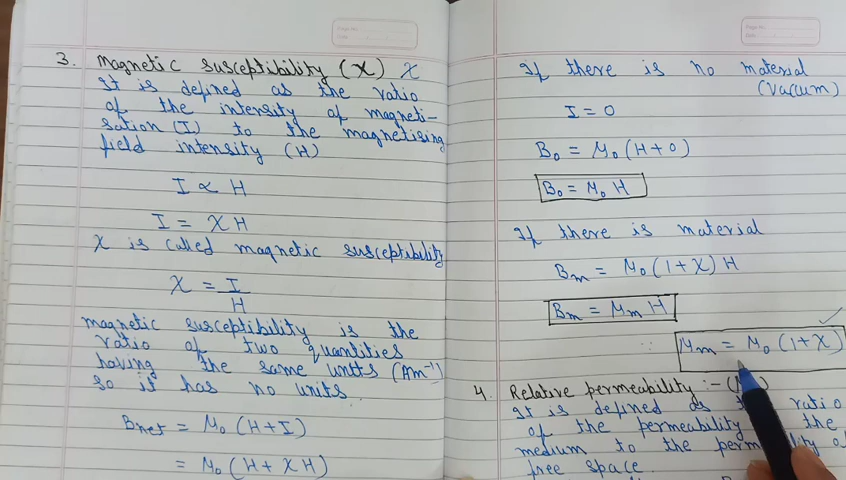 3. Magnetic susceptibility (χ) χ
It is defined as the ratio
of the intensity of magneti-
sation (I) to the magnetising
field intensity (H)
I ∝ H
I = χ H
χ is called magnetic susceptibility
χ = I / H
Magnetic susceptibility is the
ratio of two quantities
having the same units (Am⁻¹)
so it has no units.
Bnet = μ₀ (H+I)
= μ₀ (H + χH)
If there is no material
(vaccum)
I = 0
B₀ = μ₀ (H+0)
B₀ = μ₀ H
If there is material
Bm = μ₀ (1+χ) H
Bm = μm H
∵ μm = μ₀ (1+χ)
4. Relative permeability :- (
It is defined as ratio
of the permeability the
medium to the of
free space.